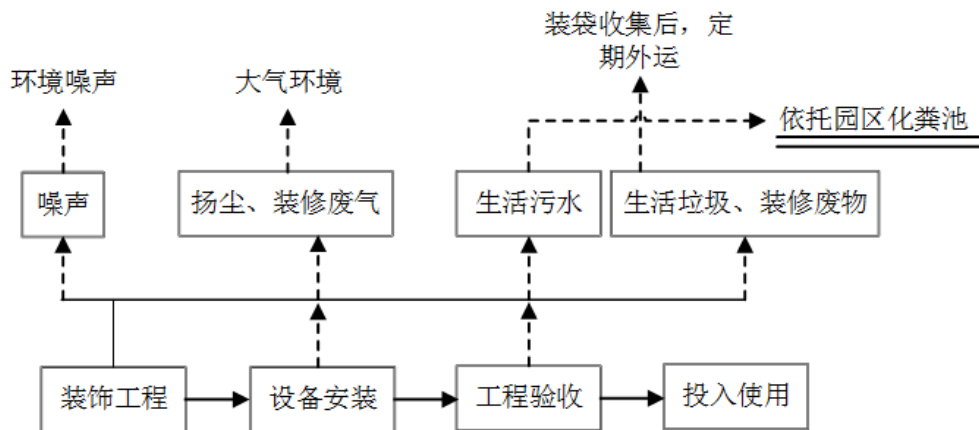 装袋收集后，定
期外运
环境噪声
大气环境
依托园区化粪池
噪声
扬尘、装修废气
生活污水
生活垃圾、装修废物
装饰工程
设备安装
工程验收
投入使用